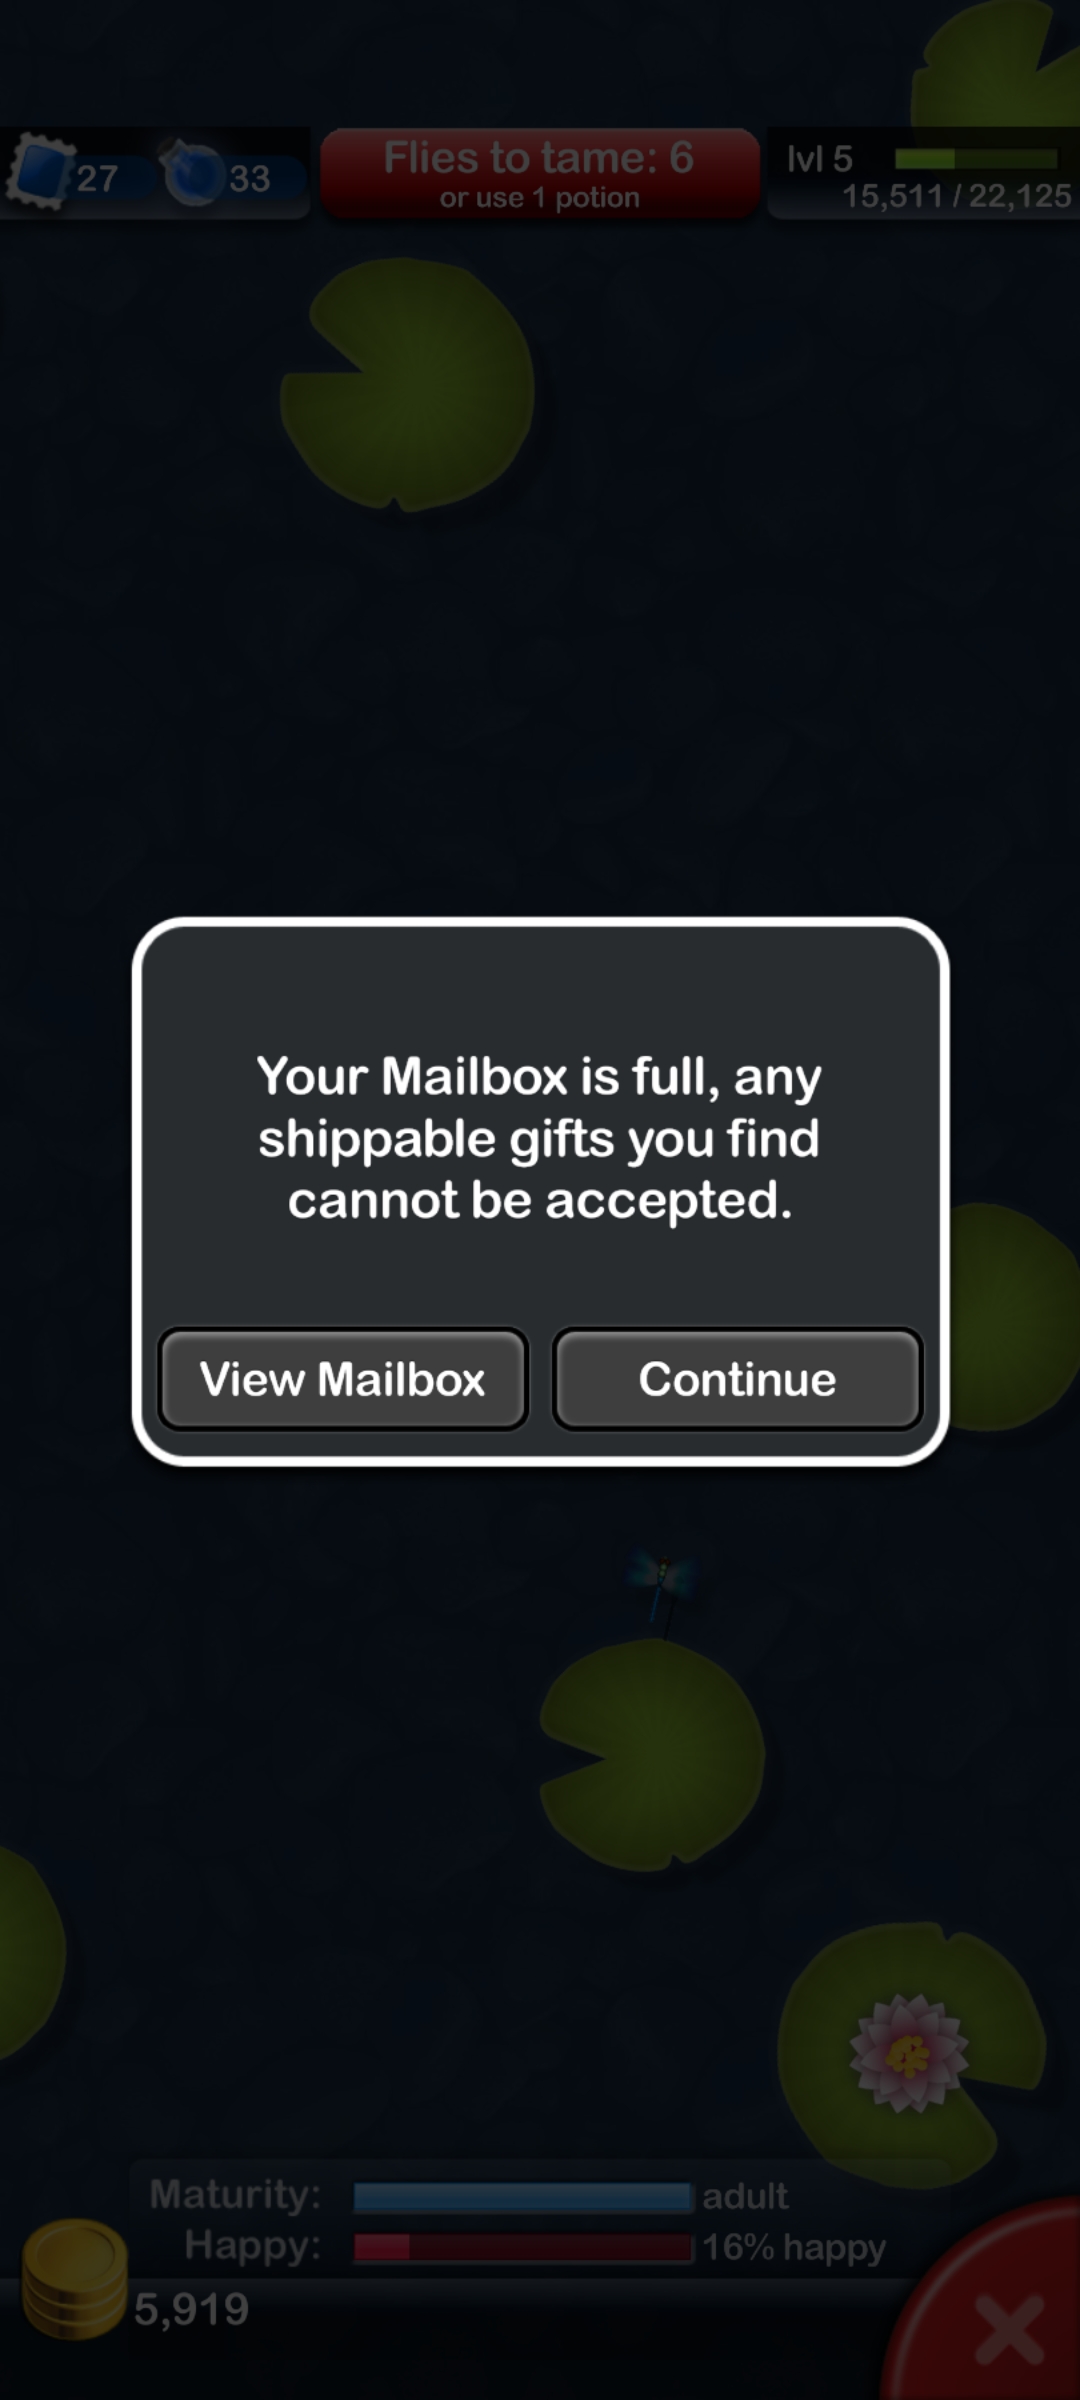 27
33
Flies to tame: 6
or use 1 potion
lvl 5
15,511 / 22,125
Your Mailbox is full, any
shippable gifts you find
cannot be accepted.
View Mailbox
Continue
Maturity:
adult
Happy:
16% happy
5,919